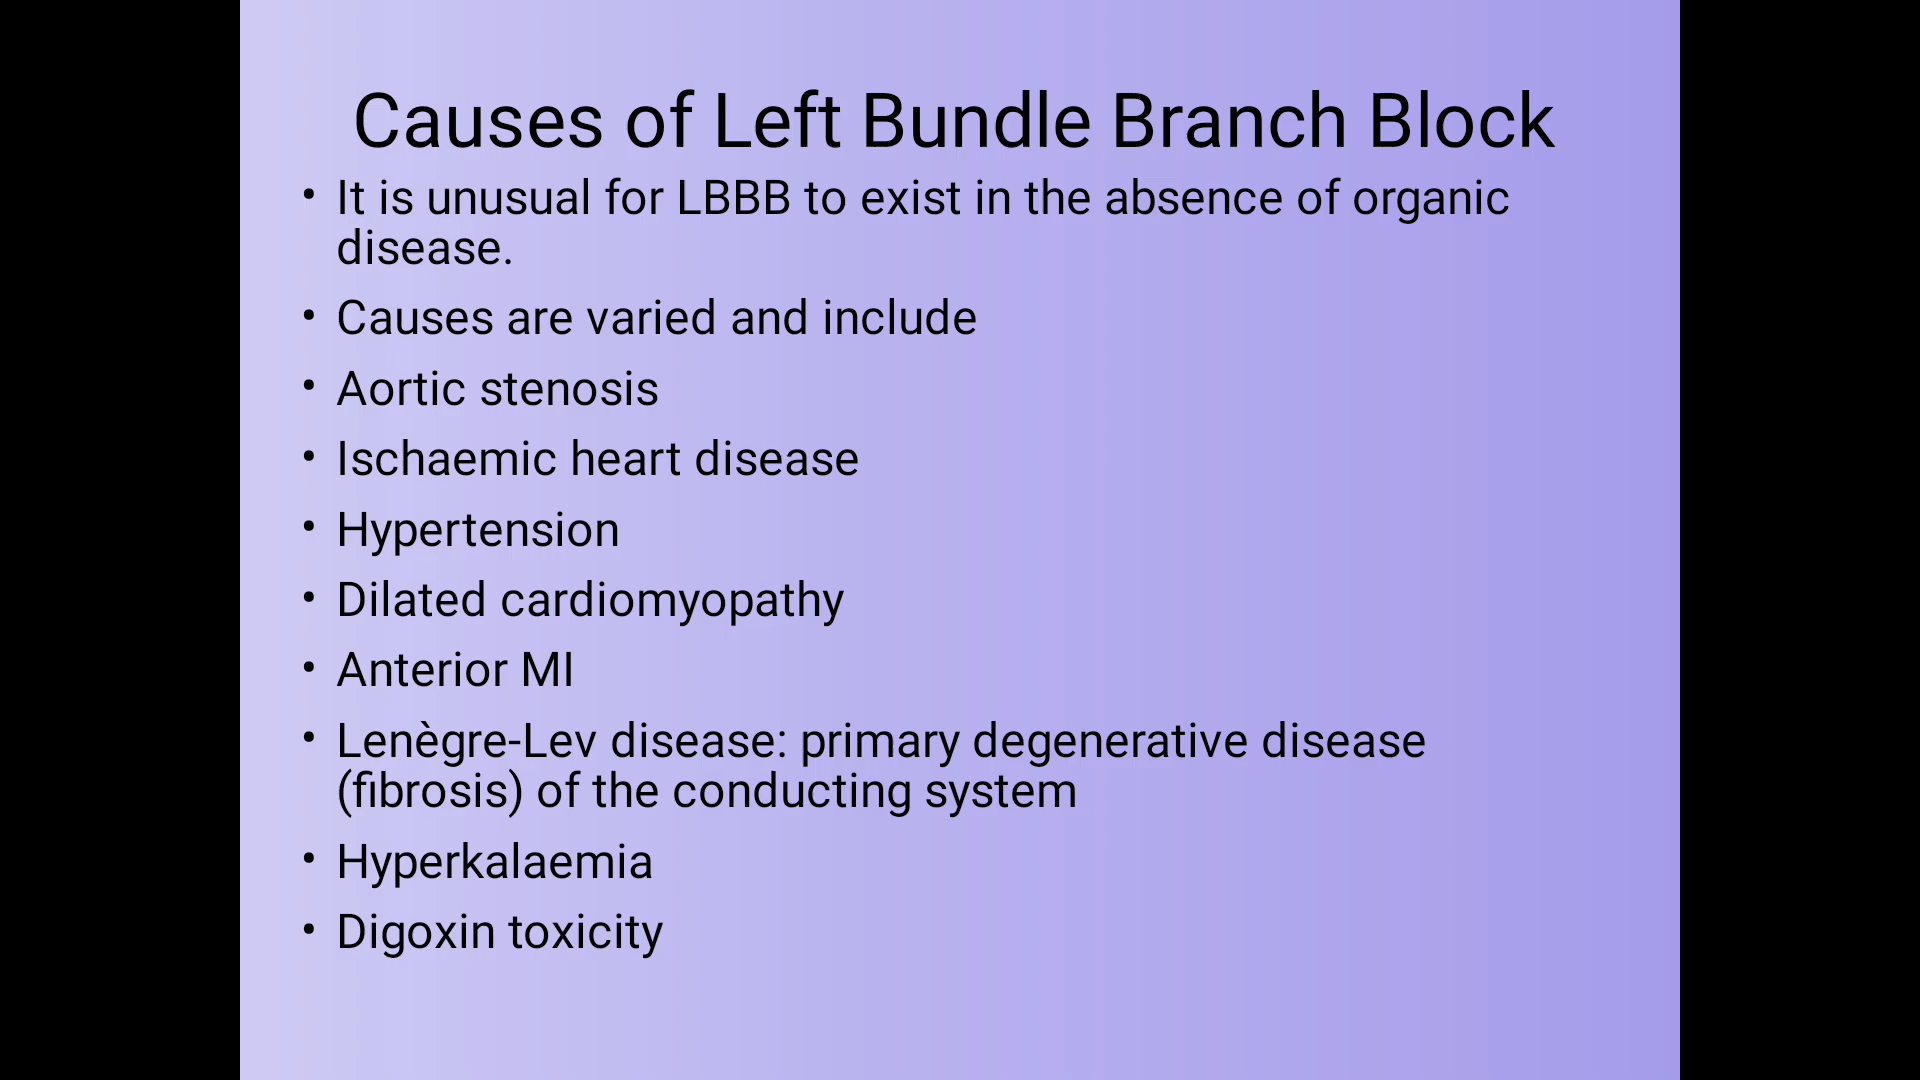 Causes of Left Bundle Branch Block
• It is unusual for LBBB to exist in the absence of organic
disease.
• Causes are varied and include
• Aortic stenosis
• Ischaemic heart disease
• Hypertension
• Dilated cardiomyopathy
• Anterior MI
• Lenègre-Lev disease: primary degenerative disease
(fibrosis) of the conducting system
• Hyperkalaemia
• Digoxin toxicity